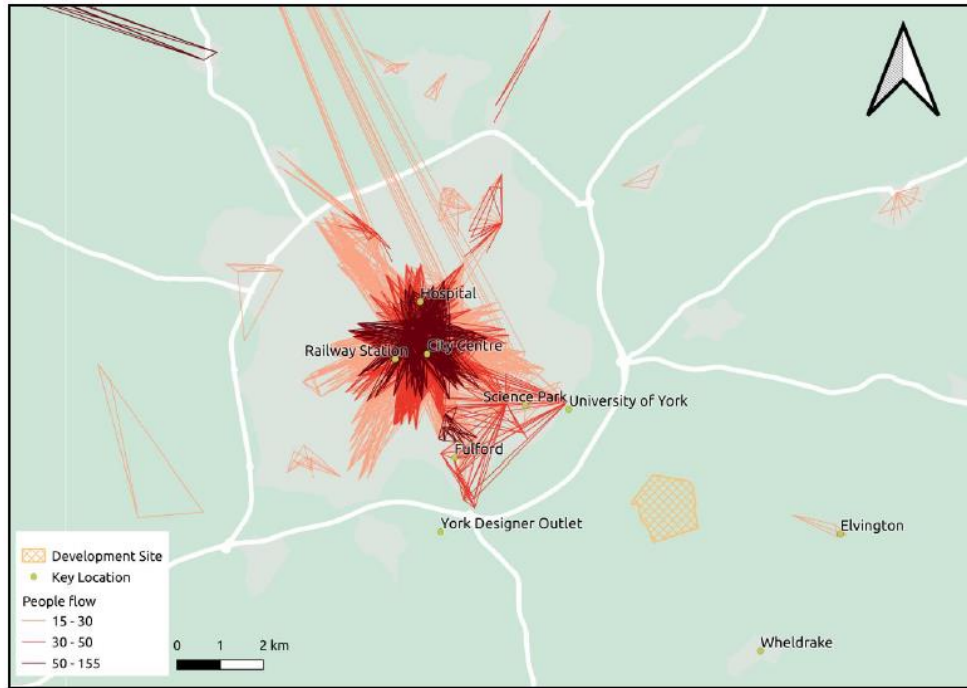 Hospital
City Centre
Railway Station
Science Park
University of York
Fulford
York Designer Outlet
Elvington
Wheldrake
Development Site
Key Location
People flow
15 - 30
30 - 50
50 - 155
0 1 2 km